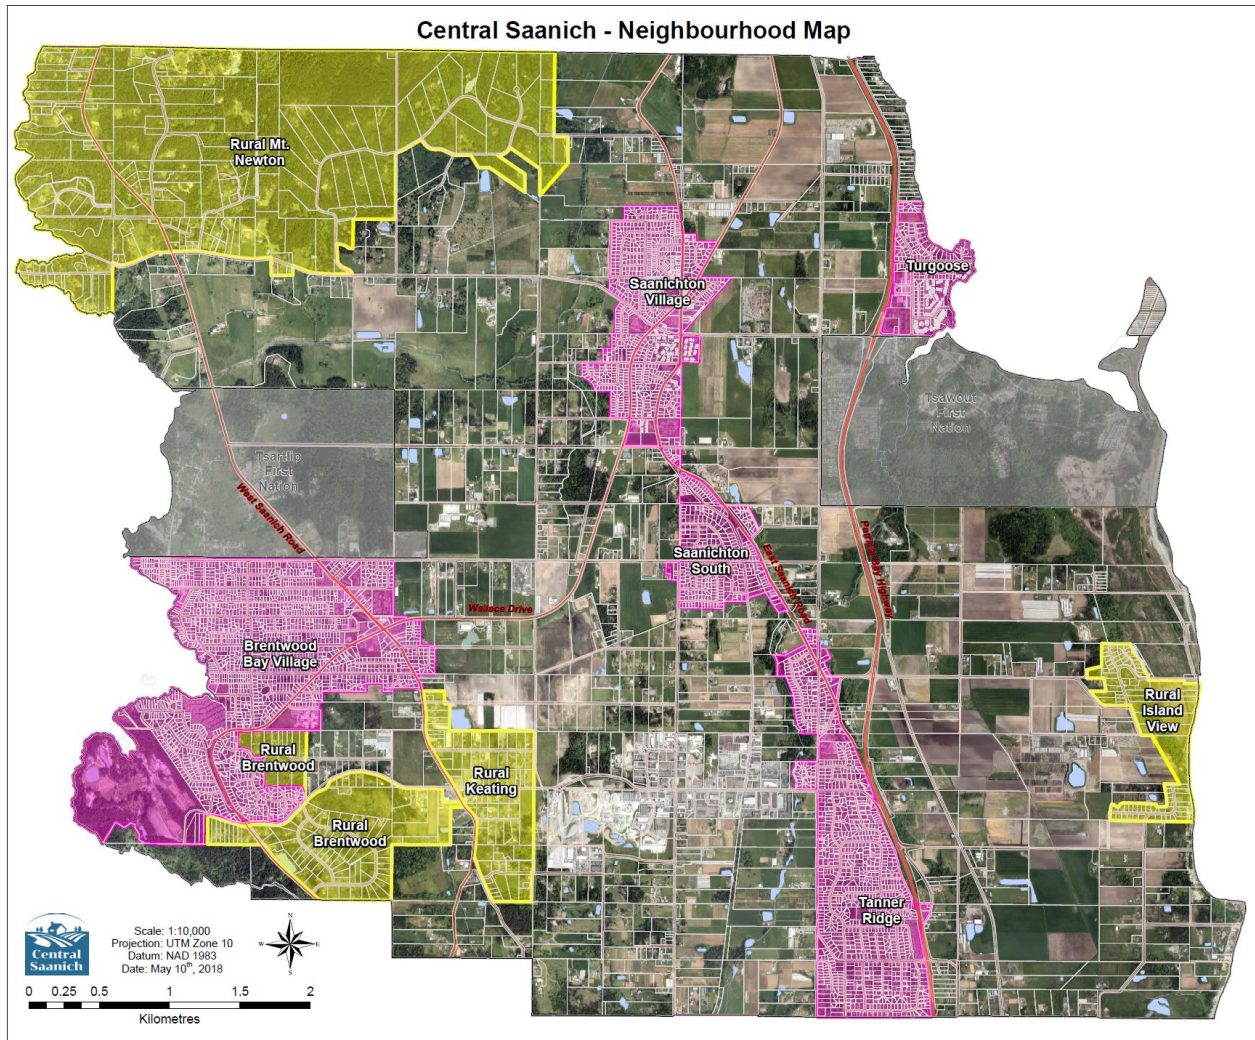 Central Saanich - Neighbourhood Map
Rural Mt.
Newton
Saanichton
Village
Turgoose
Tsawout
First
Nation
Tsartlip
First
Nation
West Saanich Road
Saanichton
South
East Saanich Road
Patricia Bay Highway
Wallace Drive
Brentwood
Bay Village
Rural
Island
View
Rural
Brentwood
Rural
Keating
Rural
Brentwood
Tanner
Ridge
Central
Saanich
Scale: 1:10,000
Projection: UTM Zone 10
Datum: NAD 1983
Date: May 10th, 2018
N
W
E
S
0 0.25 0.5 1 1.5 2
Kilometres